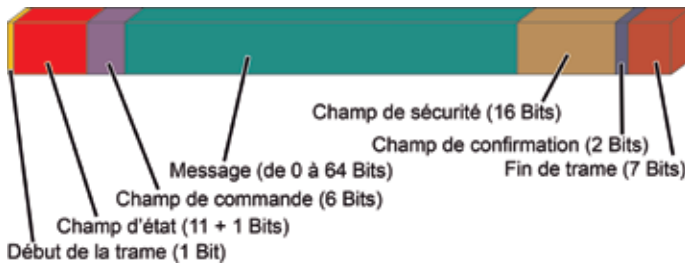 Champ de sécurité (16 Bits)
Champ de confirmation (2 Bits)
Message (de 0 à 64 Bits)
Fin de trame (7 Bits)
Champ de commande (6 Bits)
Champ d'état (11 + 1 Bits)
Début de la trame (1 Bit)